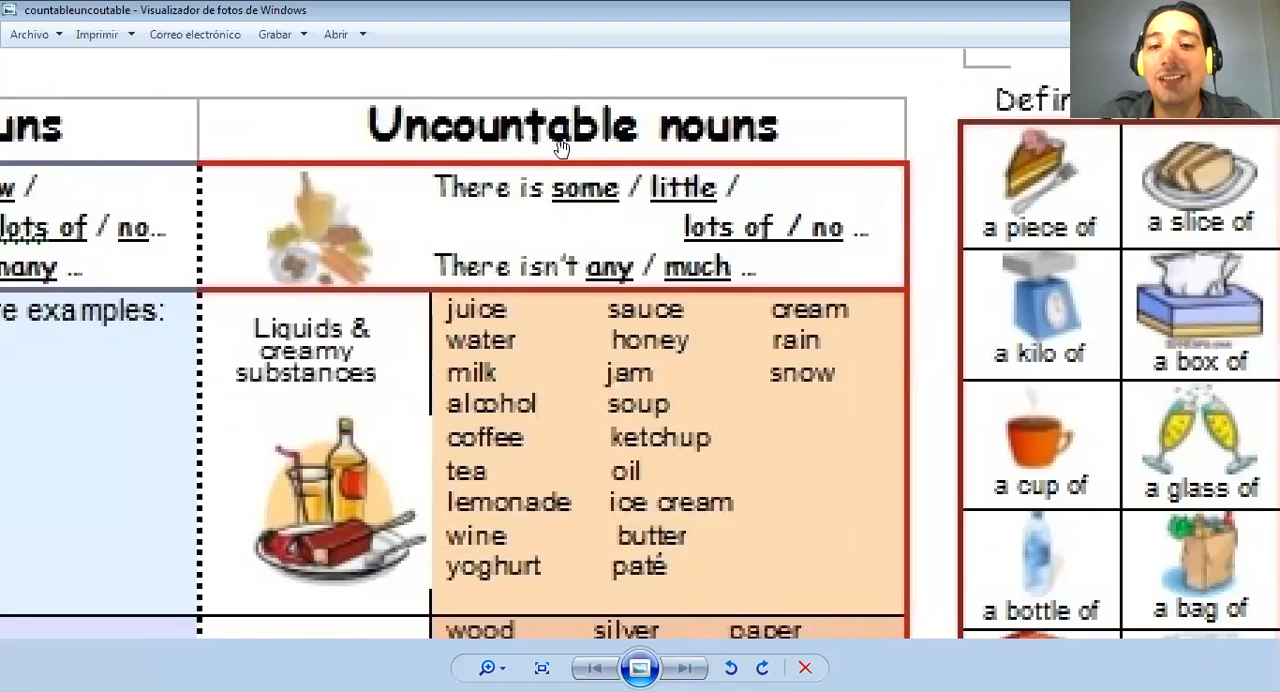 countableuncoutable - Visualizador de fotos de Windows
Archivo Imprimir Correo electrónico Grabar Abrir
uns
Uncountable nouns
w /
lots of / no...
many ...
There is some / little /
lots of / no ...
There isn't any / much ...
e examples:
Liquids &
creamy
substances
juice sauce cream
water honey rain
milk jam snow
alcohol soup
coffee ketchup
tea oil
lemonade ice cream
wine butter
yoghurt paté
wood silver paper
Defin
a piece of a slice of
a kilo of a box of
a cup of a glass of
a bottle of a bag of